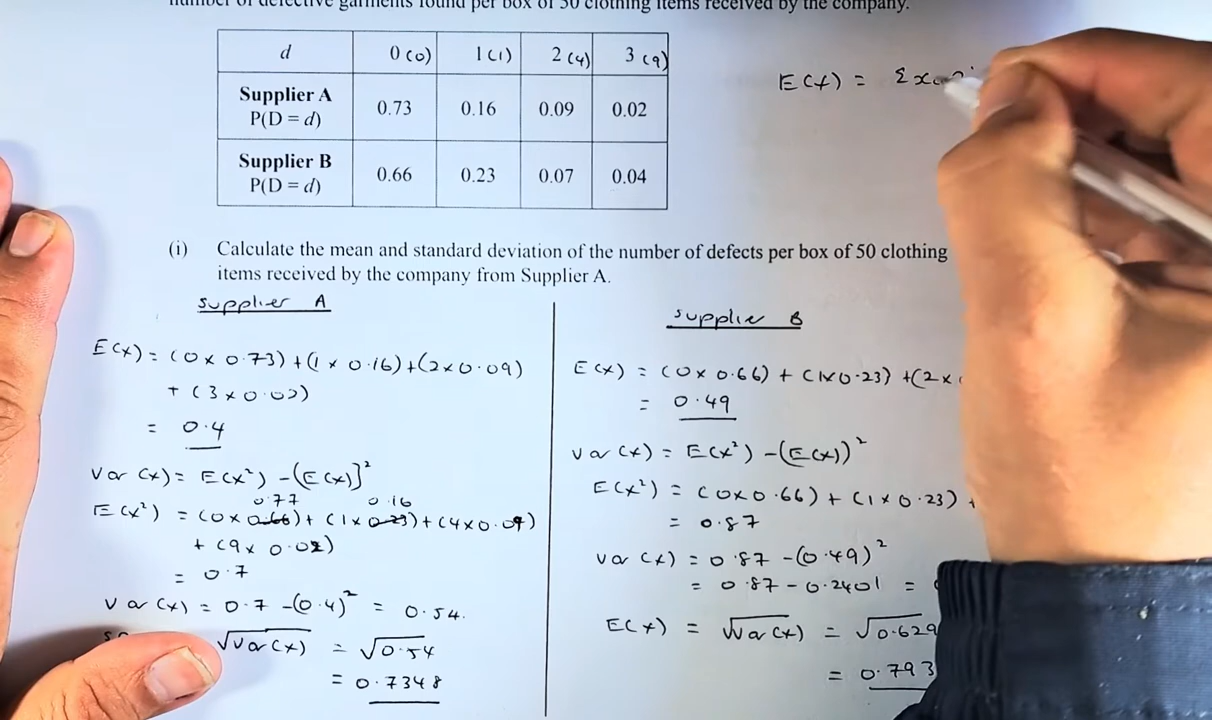 number of defective garments found per box of 50 clothing items received by the company.
d 0 (0) 1 (1) 2 (4) 3 (9)
Supplier A
P(D = d) 0.73 0.16 0.09 0.02
Supplier B
P(D = d) 0.66 0.23 0.07 0.04
E(x) = Σx
(i) Calculate the mean and standard deviation of the number of defects per box of 50 clothing
items received by the company from Supplier A.
supplier A
E(x) = (0 x 0.73) + (1 x 0.16) + (2 x 0.09)
+ (3 x 0.02)
= 0.4
Var (x) = E(x²) - (E(x)]²
0.77 0.16
E(x²) = (0 x 0.66) + (1 x 0.23) + (4 x 0.09)
+ (9 x 0.02)
= 0.7
Var (x) = 0.7 - (0.4)² = 0.54.
√Var(x) = √0.54
= 0.7348
supplie B
E(x) = (0 x 0.66) + (1x0.23) + (2 x
= 0.49
Var (x) = E(x²) - (E(x))²
E(x²) = (0x0.66) + (1 x 0.23) +
= 0.87
Var (x) = 0.87 - (0.49)²
= 0.87 - 0.2401 =
E(x) = √Var(x) = √0.629
= 0.793